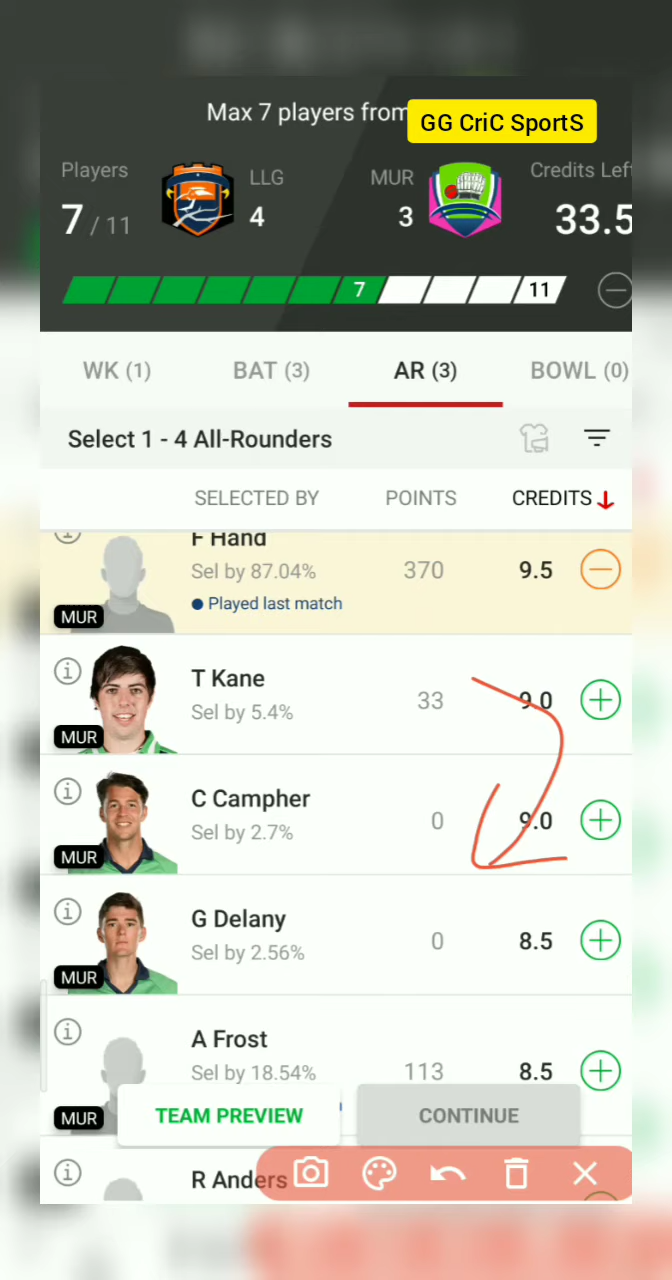 Max 7 players from
GG CriC SportS
Players
LLG
MUR
Credits Left
7 / 11
4
3
33.5
7
11
WK (1)
BAT (3)
AR (3)
BOWL (0)
Select 1 - 4 All-Rounders
SELECTED BY
POINTS
CREDITS
F Hand
Sel by 87.04%
370
9.5
Played last match
MUR
T Kane
Sel by 5.4%
33
9.0
MUR
C Campher
Sel by 2.7%
0
9.0
MUR
G Delany
Sel by 2.56%
0
8.5
MUR
A Frost
Sel by 18.54%
113
8.5
MUR
TEAM PREVIEW
CONTINUE
R Anders